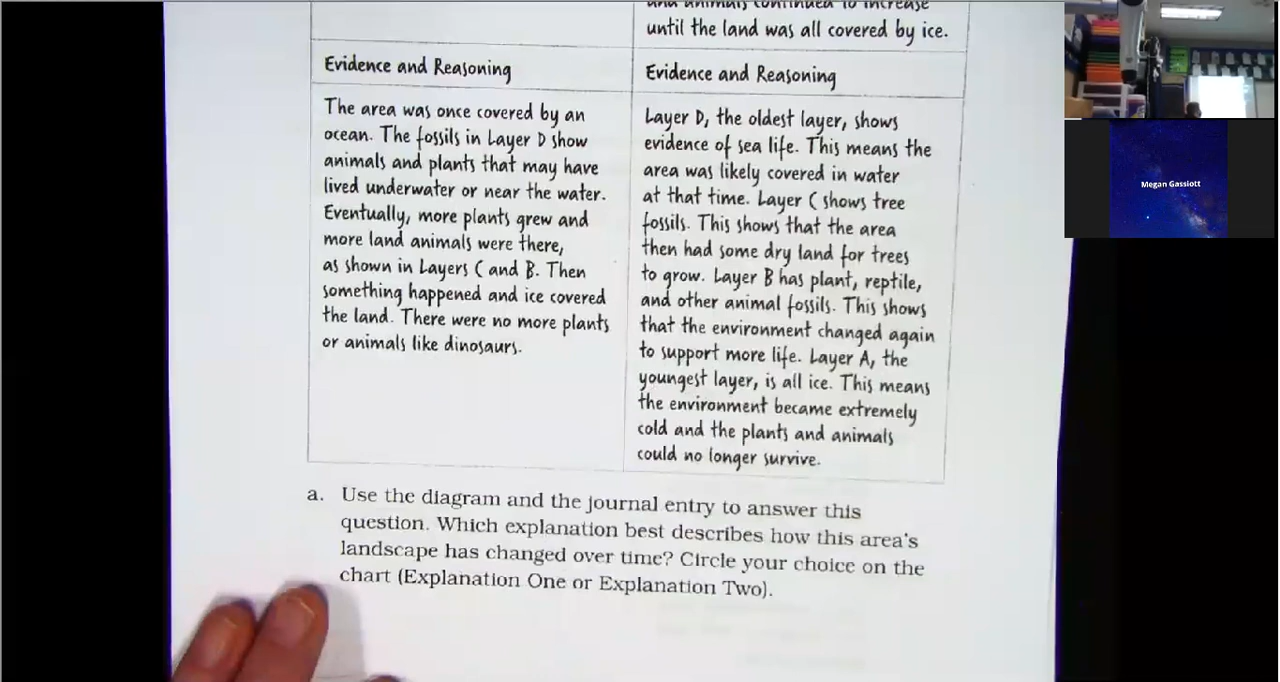 and animals continued to increase
until the land was all covered by ice.
Evidence and Reasoning
The area was once covered by an
ocean. The fossils in Layer D show
animals and plants that may have
lived underwater or near the water.
Eventually, more plants grew and
more land animals were there,
as shown in Layers C and B. Then
something happened and ice covered
the land. There were no more plants
or animals like dinosaurs.
Evidence and Reasoning
Layer D, the oldest layer, shows
evidence of sea life. This means the
area was likely covered in water
at that time. Layer C shows tree
fossils. This shows that the area
then had some dry land for trees
to grow. Layer B has plant, reptile,
and other animal fossils. This shows
that the environment changed again
to support more life. Layer A, the
youngest layer, is all ice. This means
the environment became extremely
cold and the plants and animals
could no longer survive.
a. Use the diagram and the journal entry to answer this
question. Which explanation best describes how this area's
landscape has changed over time? Circle your choice on the
chart (Explanation One or Explanation Two).
Megan Gassiott